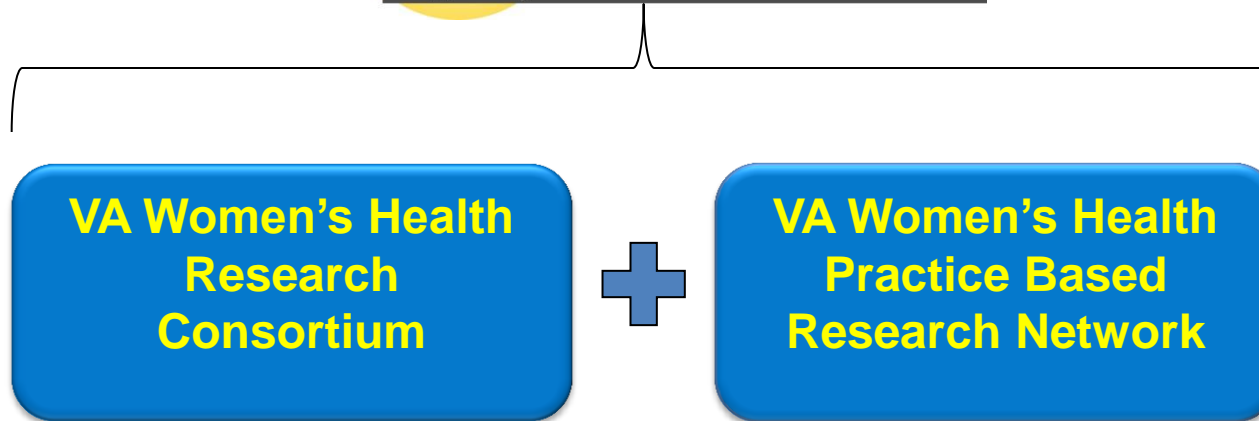 VA Women’s Health
Research
Consortium
VA Women’s Health
Practice Based
Research Network